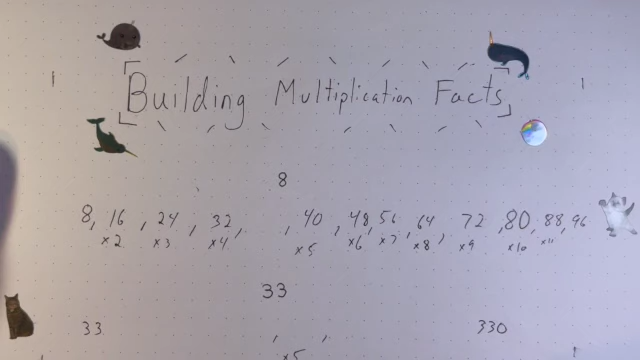 Building Multiplication Facts
8
8, 16, 24, 32, , 40, 48, 56, 64, 72, 80, 88, 96
x2 x3 x4 x5 x6 x7 x8 x9 x10 x11
33
33 , , 330
x5